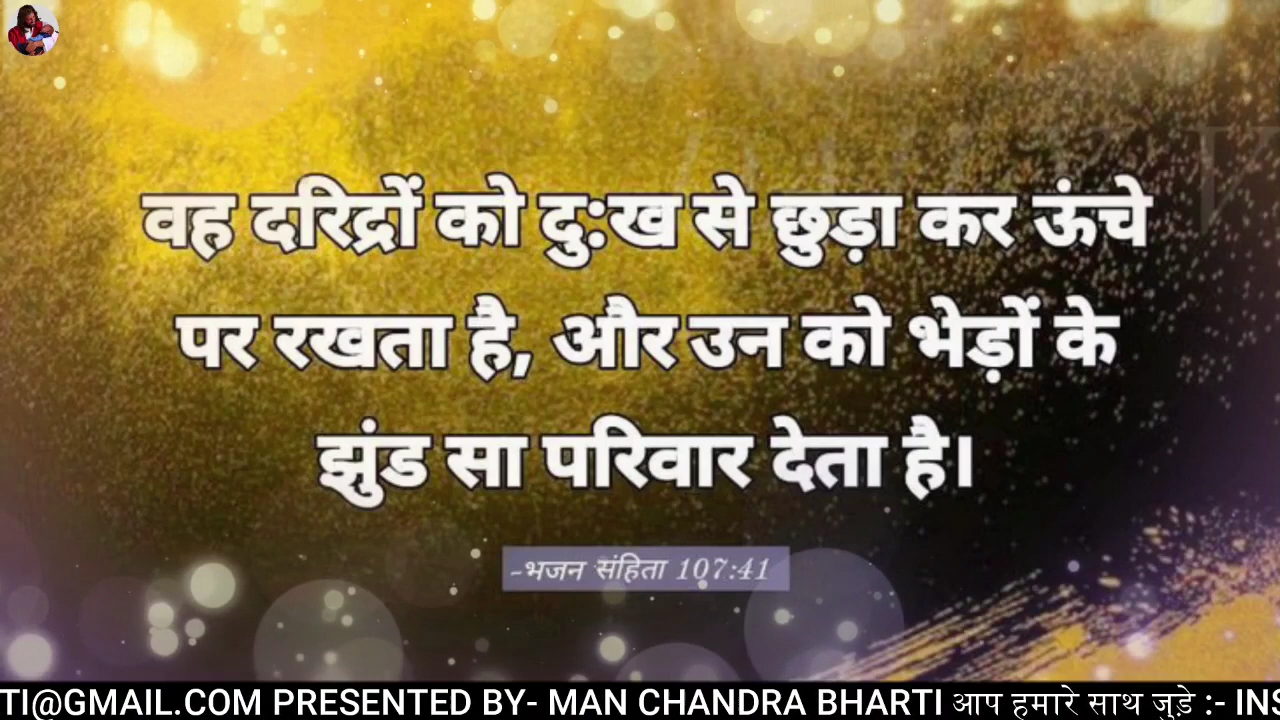 वह दरिद्रों को दु:ख से छुड़ा कर ऊंचे
पर रखता है, और उन को भेड़ों के
झुंड सा परिवार देता है।
-भजन संहिता 107:41
TI@GMAIL.COM PRESENTED BY- MAN CHANDRA BHARTI आप हमारे साथ जुड़े :- INS